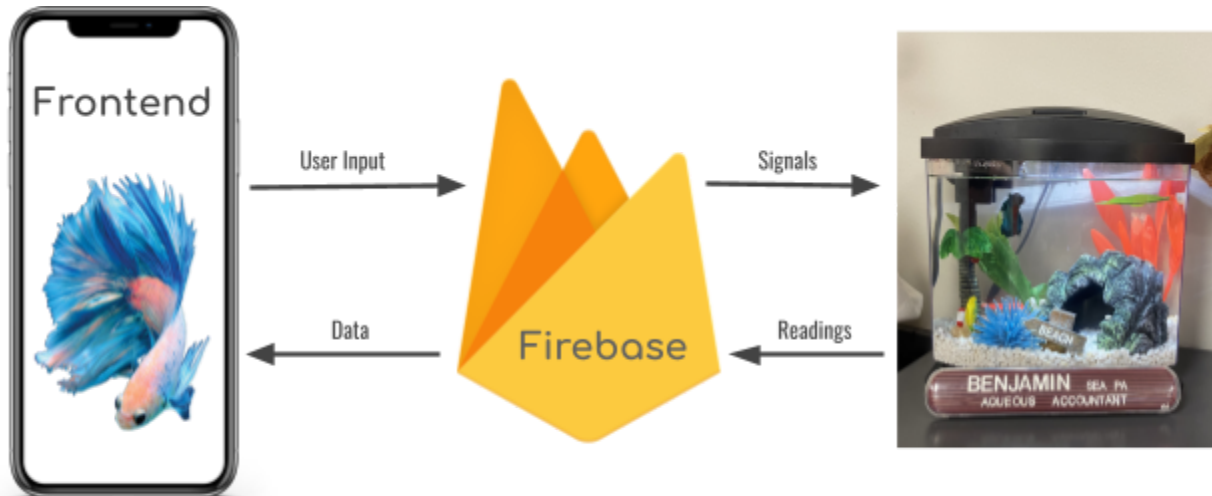 Frontend
User Input
Data
Firebase
Signals
Readings
BEACH
BENJAMIN SEA PA
AQUEOUS ACCOUNTANT